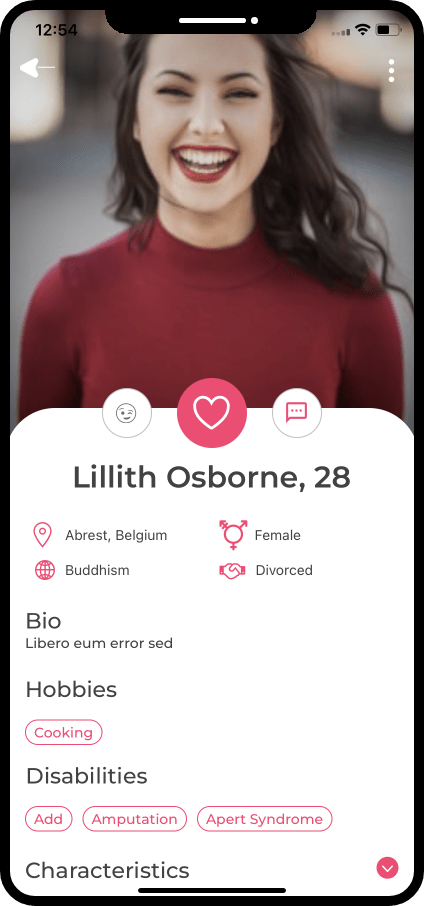 12:54
Lillith Osborne, 28
Abrest, Belgium
Female
Buddhism
Divorced
Bio
Libero eum error sed
Hobbies
Cooking
Disabilities
Add Amputation Apert Syndrome
Characteristics